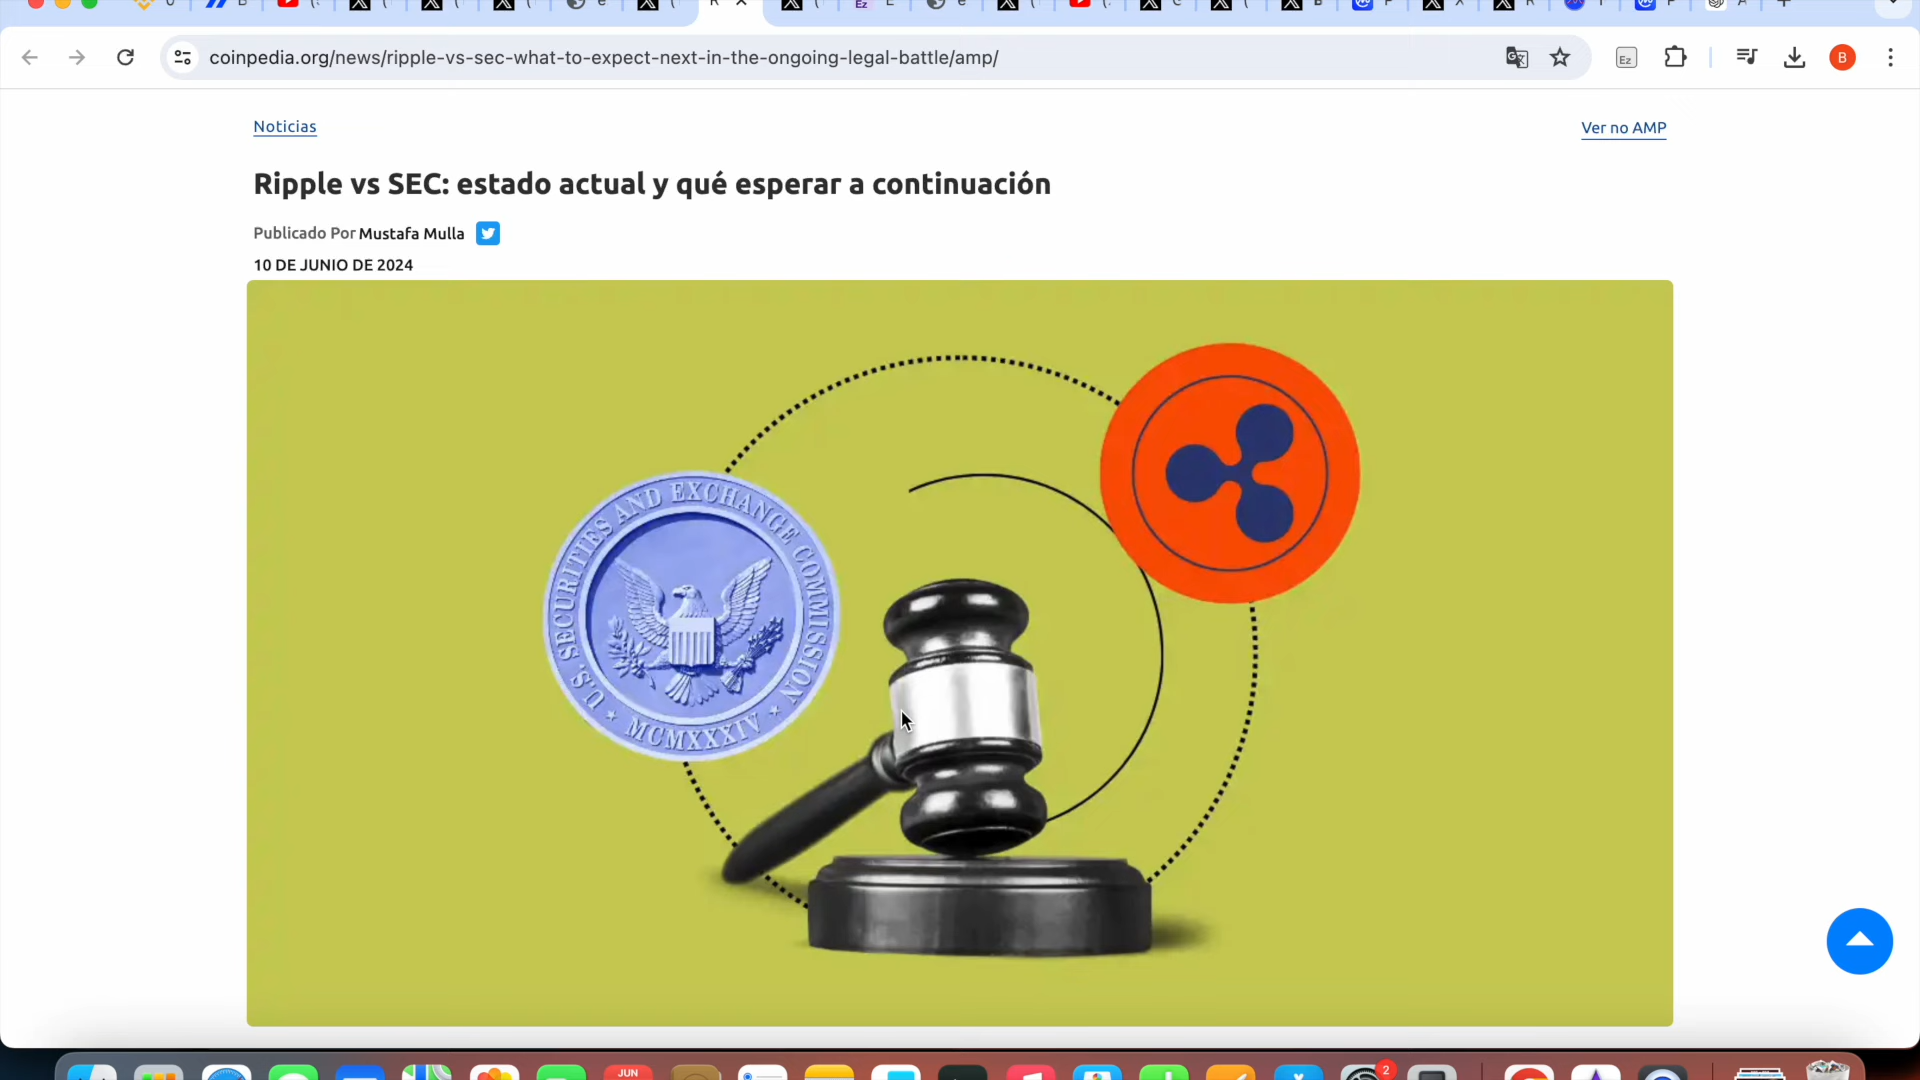 coinpedia.org/news/ripple-vs-sec-what-to-expect-next-in-the-ongoing-legal-battle/amp/
Ez
B
Noticias
Ver no AMP
Ripple vs SEC: estado actual y qué esperar a continuación
Publicado Por Mustafa Mulla
10 DE JUNIO DE 2024
U.S. SECURITIES AND EXCHANGE COMMISSION
MCMXXXIV
JUN
2